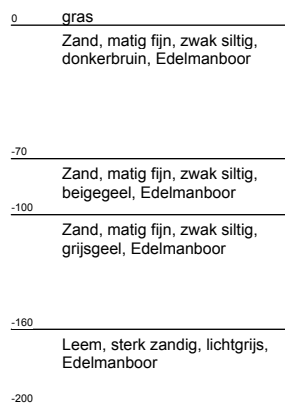 0 gras
Zand, matig fijn, zwak siltig,
donkerbruin, Edelmanboor
-70
Zand, matig fijn, zwak siltig,
beigegeel, Edelmanboor
-100
Zand, matig fijn, zwak siltig,
grijsgeel, Edelmanboor
-160
Leem, sterk zandig, lichtgrijs,
Edelmanboor
-200